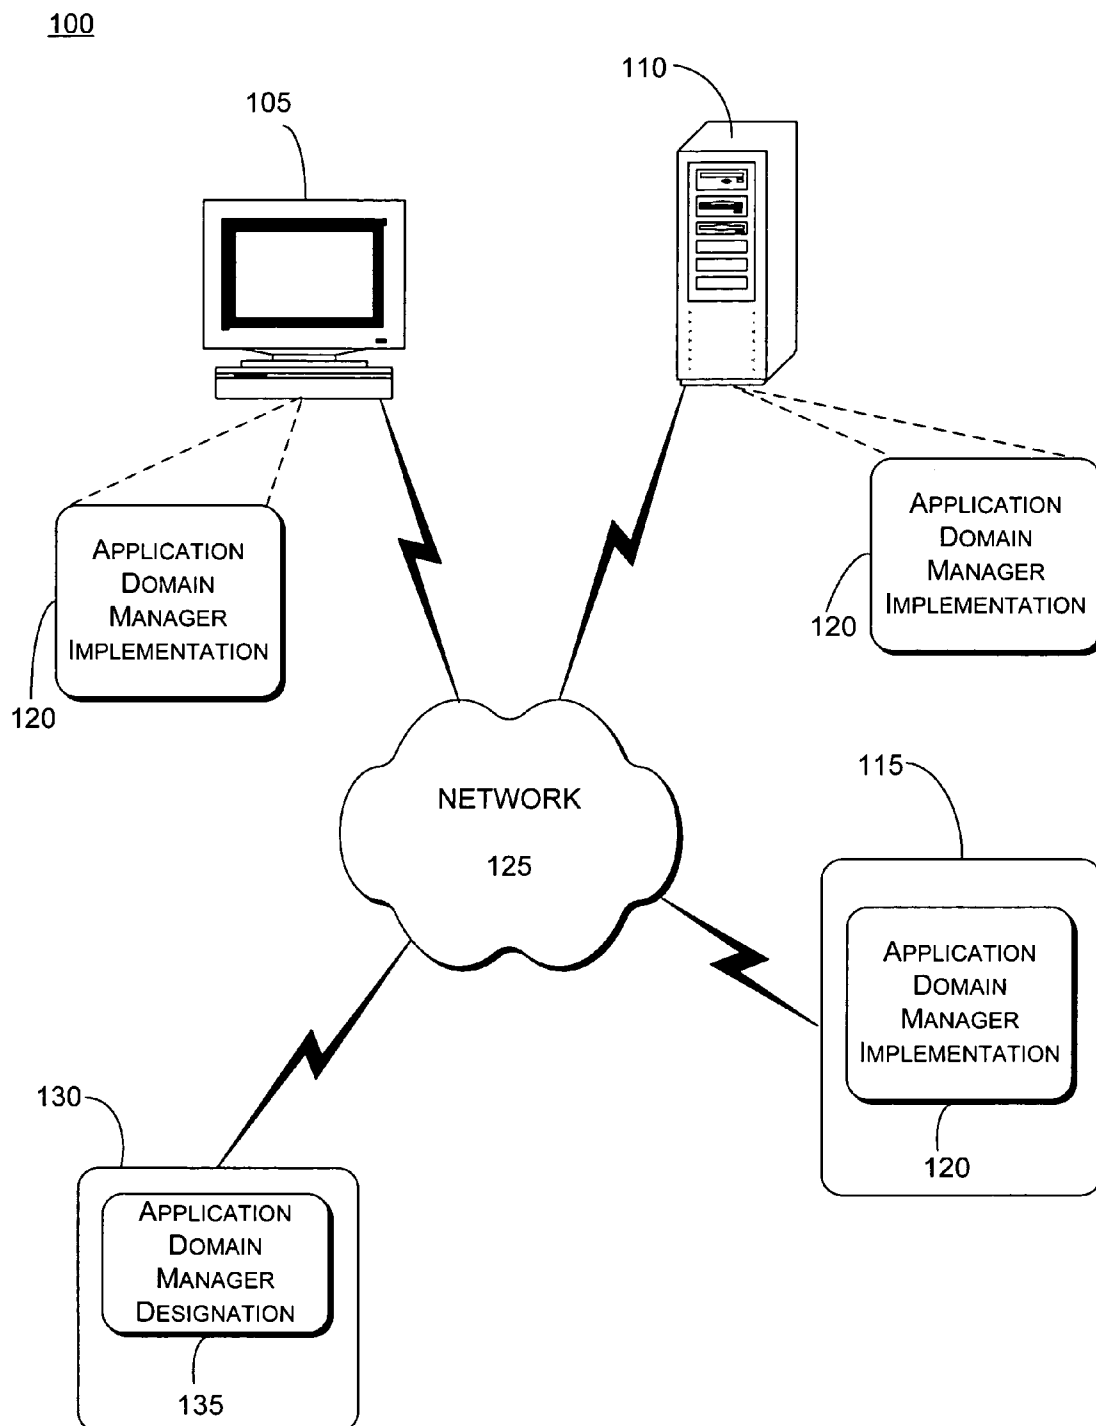 100
110
105
APPLICATION
DOMAIN
MANAGER
IMPLEMENTATION
120
APPLICATION
DOMAIN
MANAGER
IMPLEMENTATION
120
NETWORK
125
115
APPLICATION
DOMAIN
MANAGER
IMPLEMENTATION
120
130
APPLICATION
DOMAIN
MANAGER
DESIGNATION
135